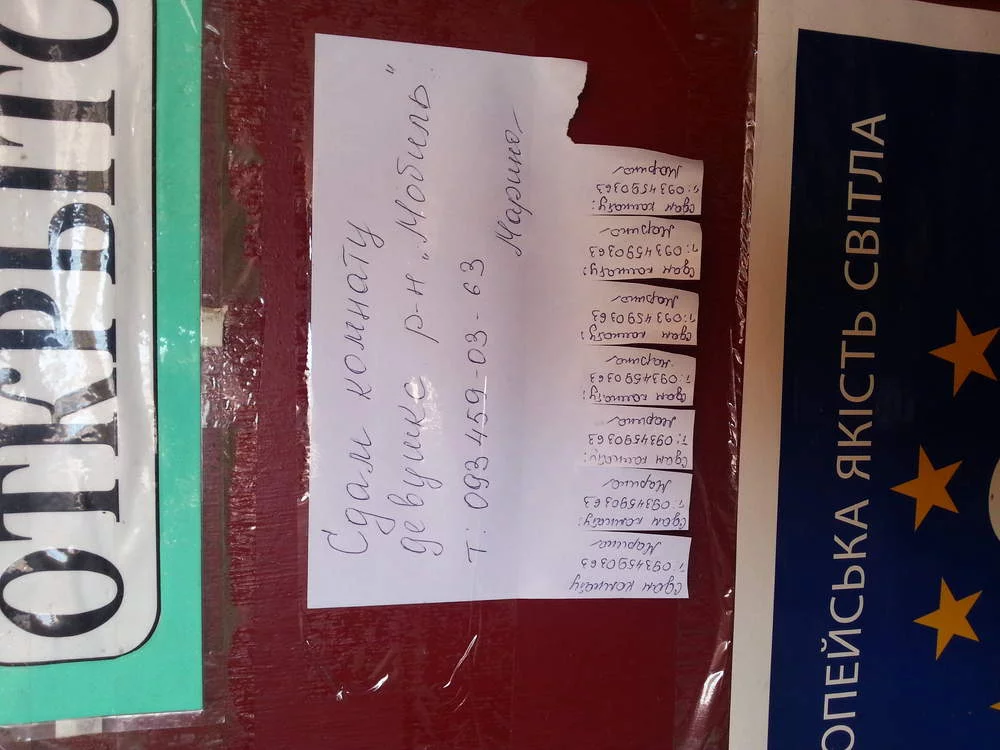 ОТКРЫТО
Сдам комнату
девушке р-н „Мобиль"
т: 093 459-03-63
Марина
Сдам комнату
т: 0934590363
Марина
Сдам комнату:
т: 0934590363
Марина
Сдам комнату:
т: 0934590363
Сдам комнату:
т: 0934590363
Марина
Сдам комнату:
т: 0934590363
Марина
Сдам комнату:
т: 0934590363
Марина
Сдам комнату:
т: 0934590363
Марина
ОПЕЙСЬКА ЯКІСТЬ СВІТЛА